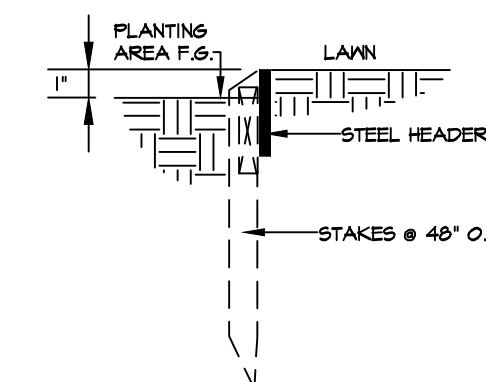 PLANTING
AREA F.G.
LAWN
1"
STEEL HEADER
STAKES @ 48" O.